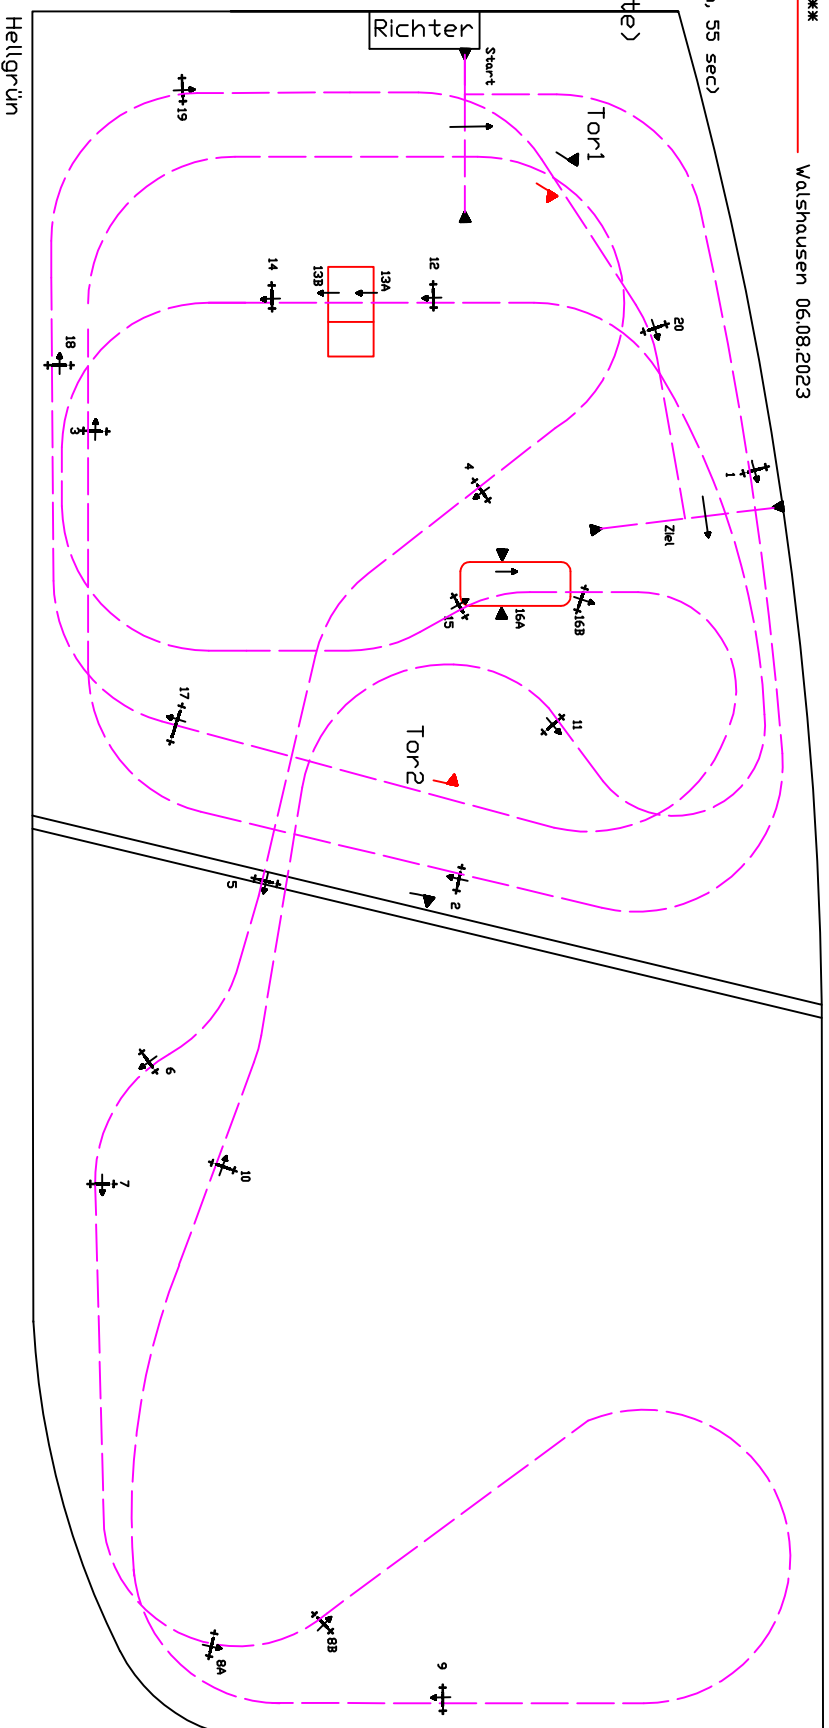 **
, 55 sec)
te)
Walshausen 06.08.2023
Richter
Start
Hellgrün
19
Tor1
14
13B
13A
12
20
18
3
4
1
Ziel
15
16A
16B
17
11
Tor2
5
2
6
7
10
8A
8B
9